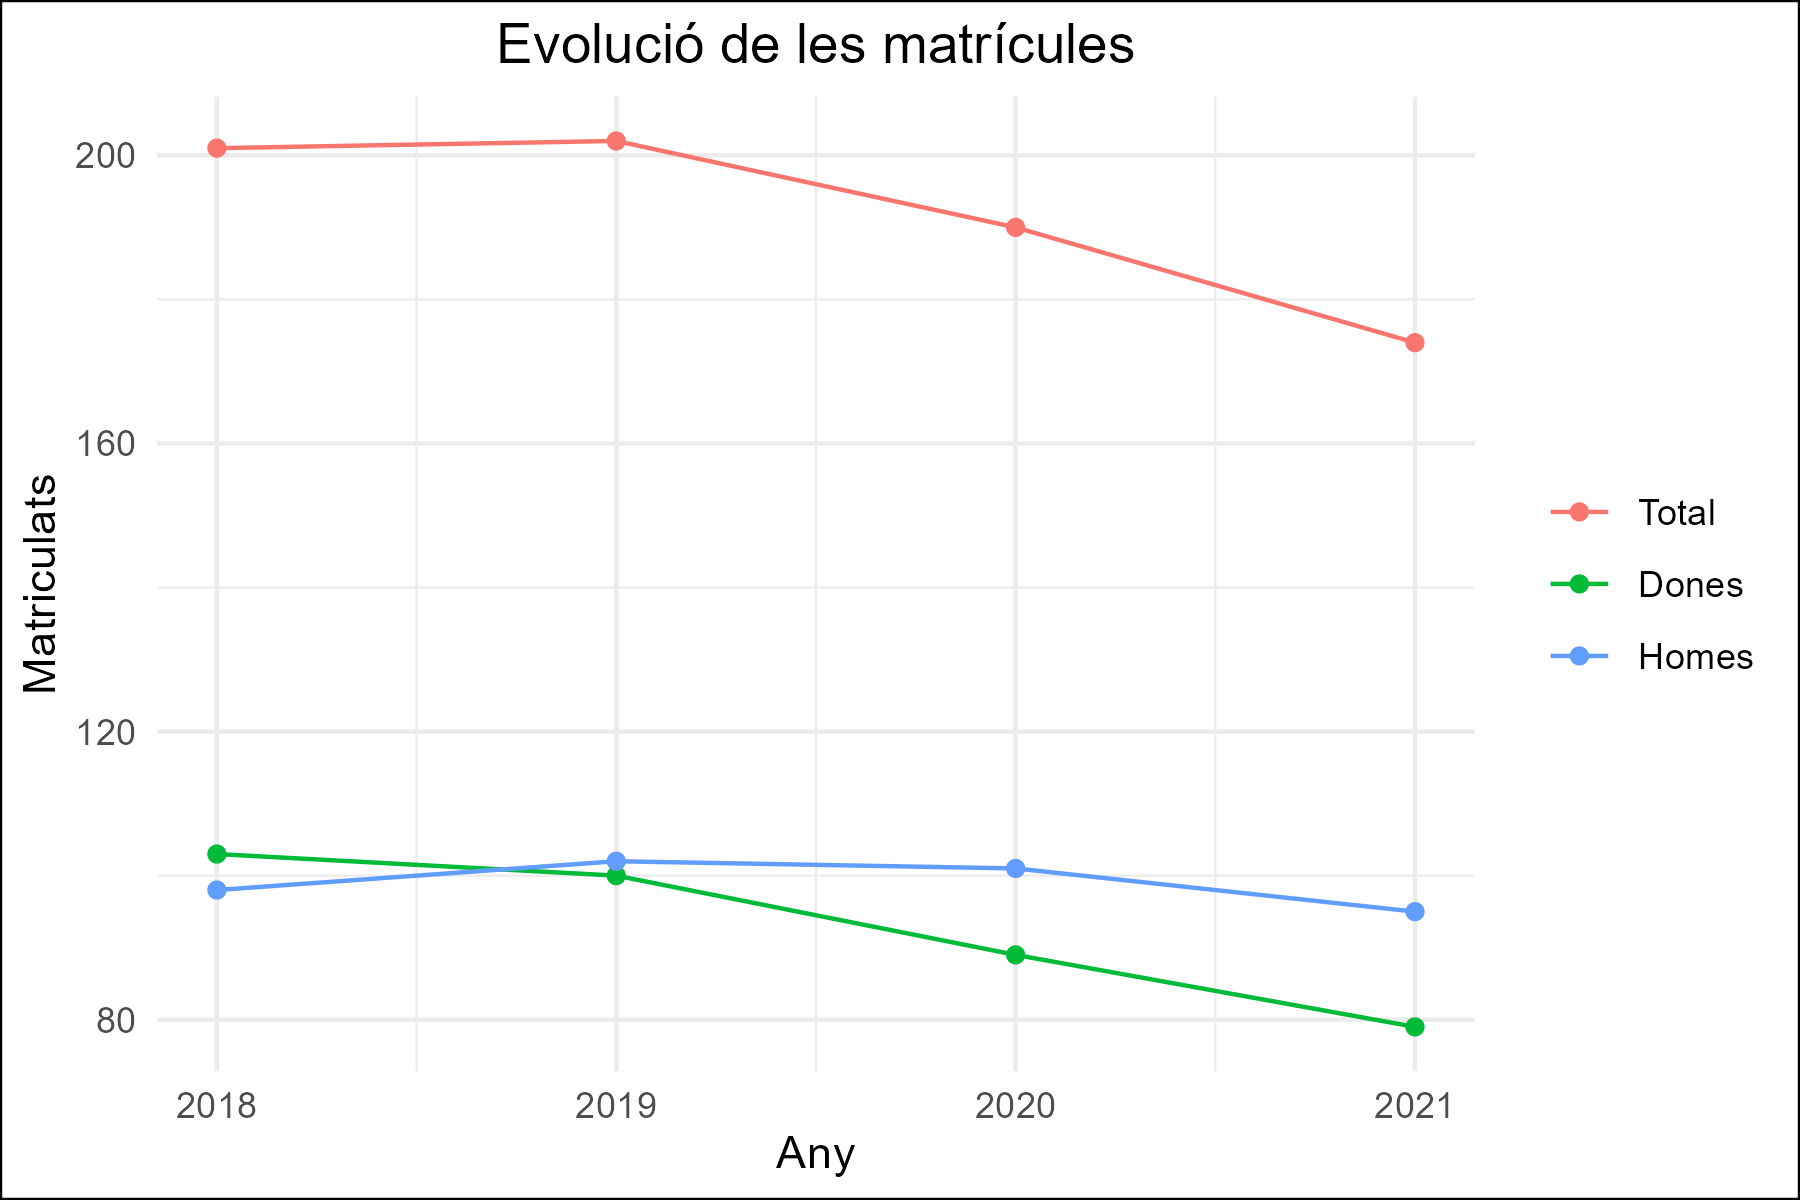 Evolució de les matrícules
200
160
120
80
Matriculats
2018 2019 2020 2021
Any
Total
Dones
Homes